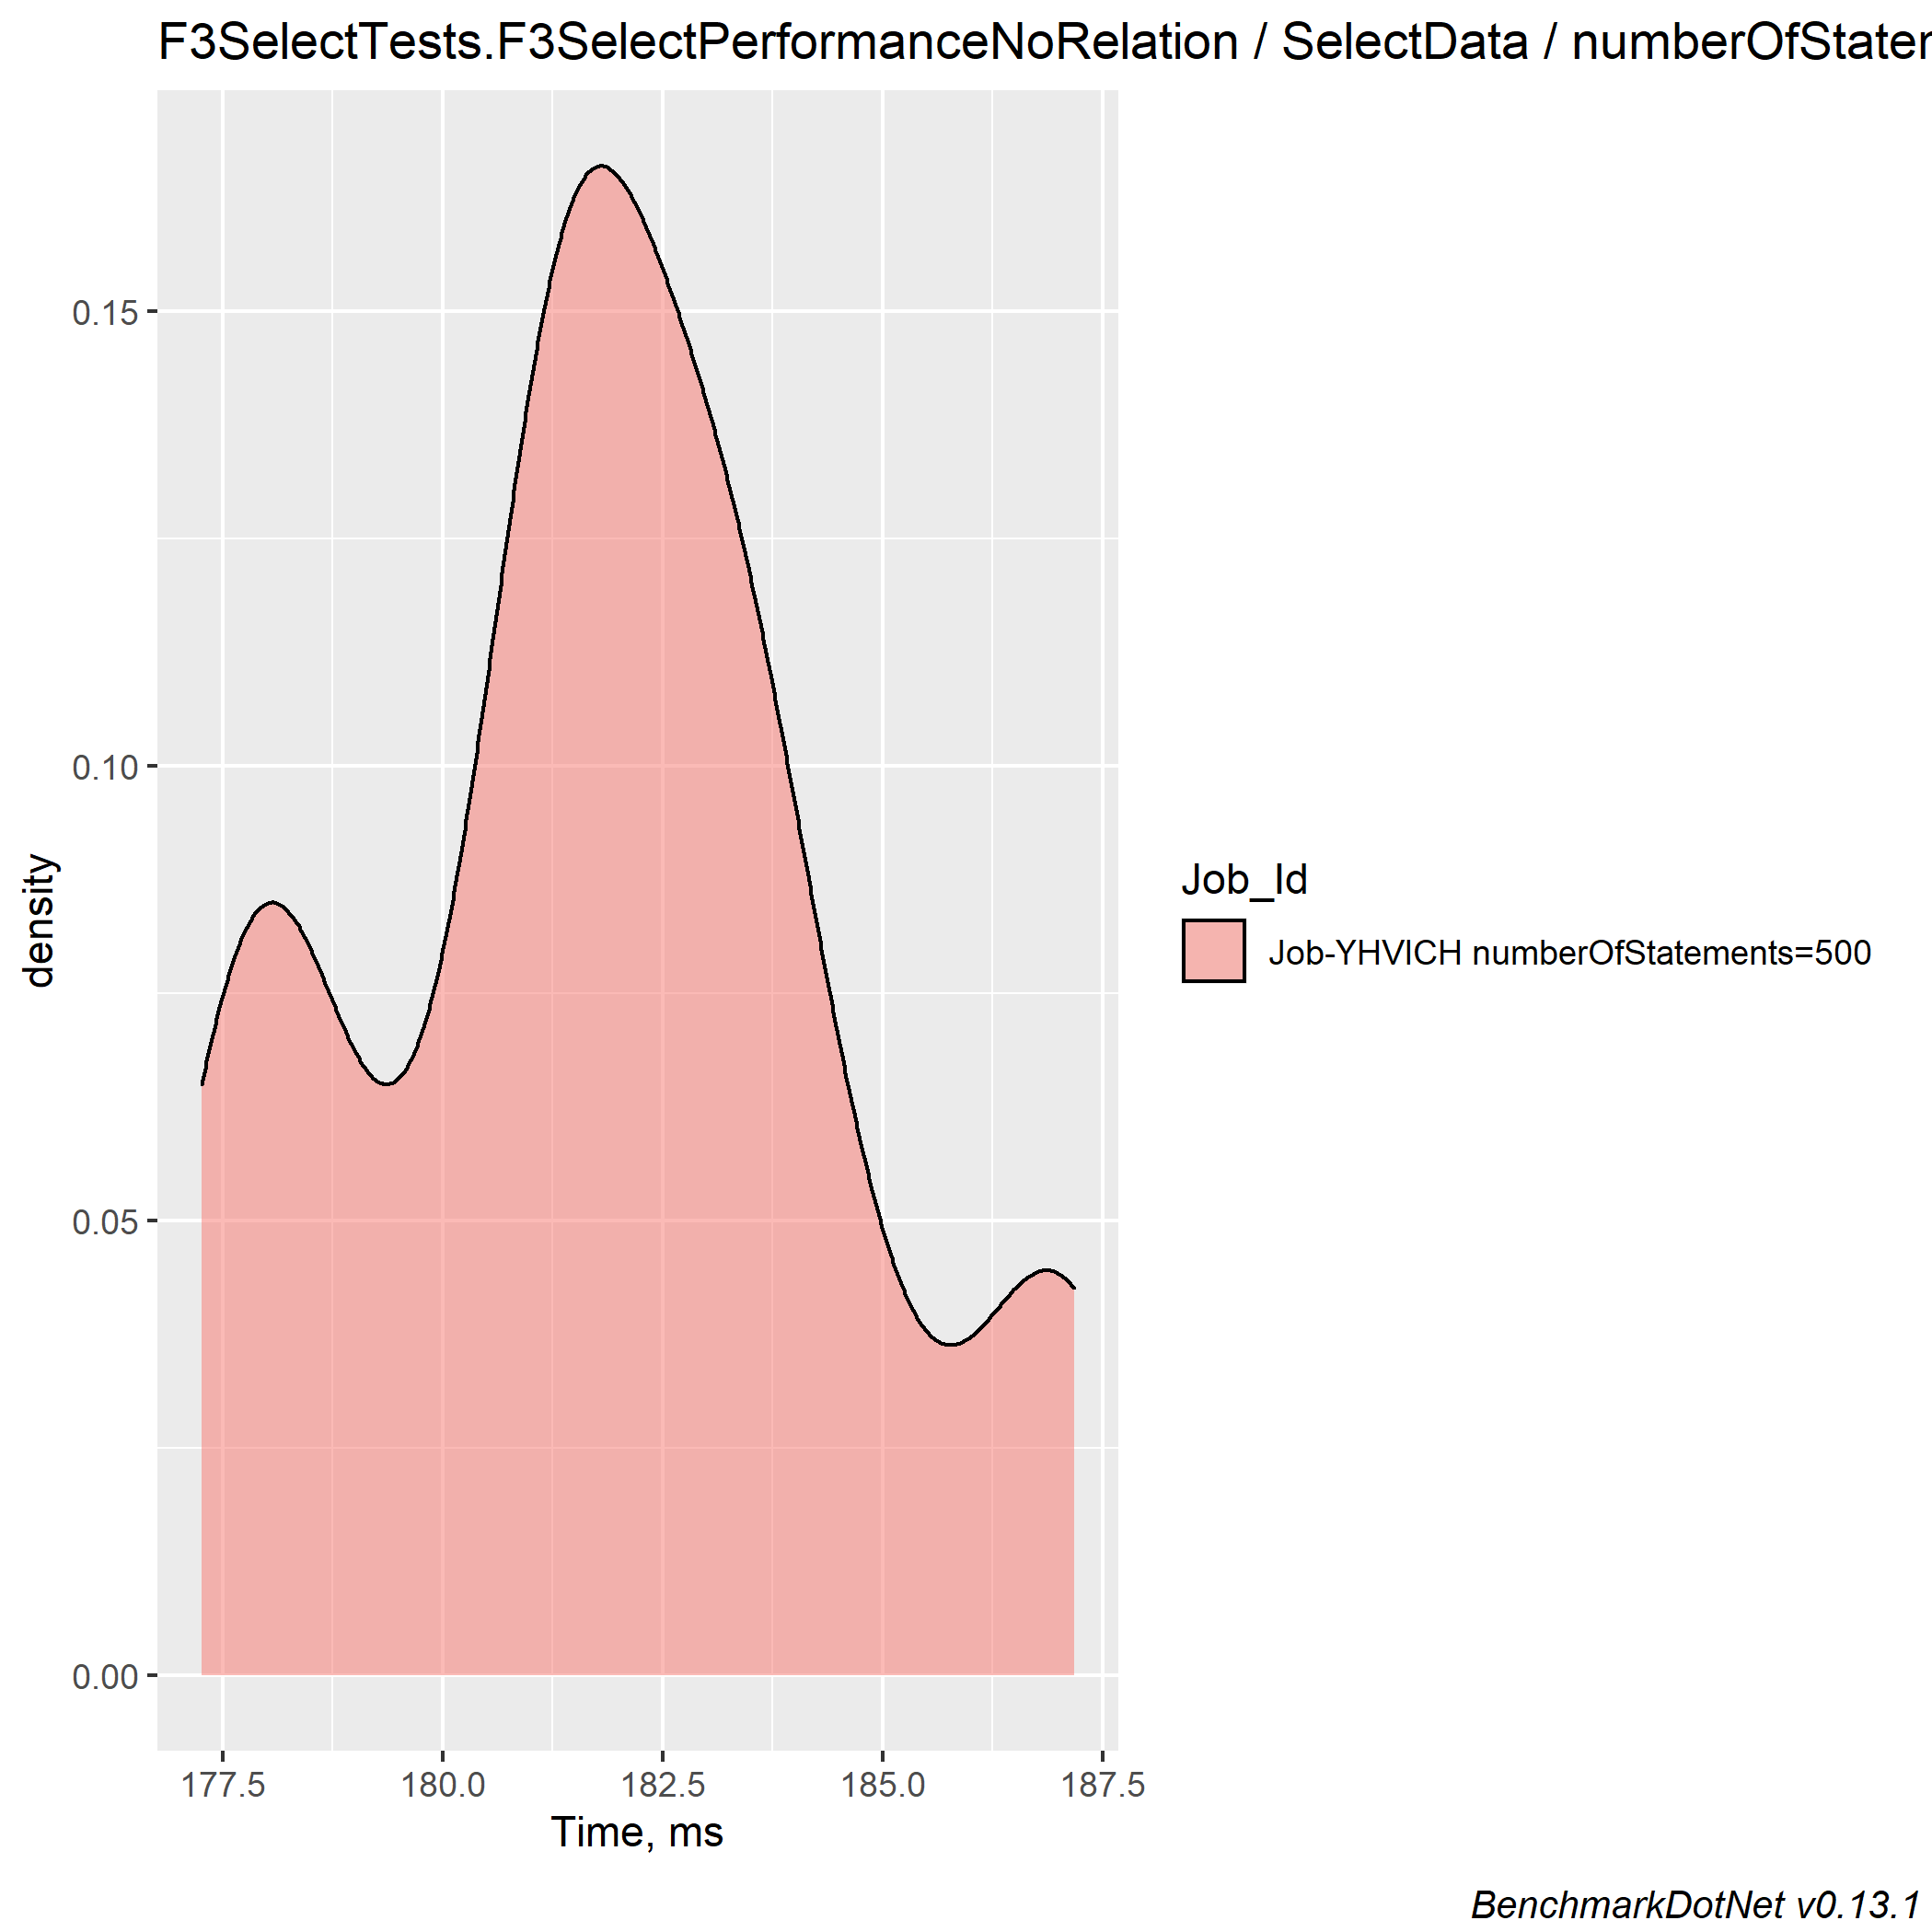 F3SelectTests.F3SelectPerformanceNoRelation / SelectData / numberOfStatem
0.15
0.10
0.05
0.00
density
177.5 180.0 182.5 185.0 187.5
Time, ms
Job_Id
Job-YHVICH numberOfStatements=500
BenchmarkDotNet v0.13.1